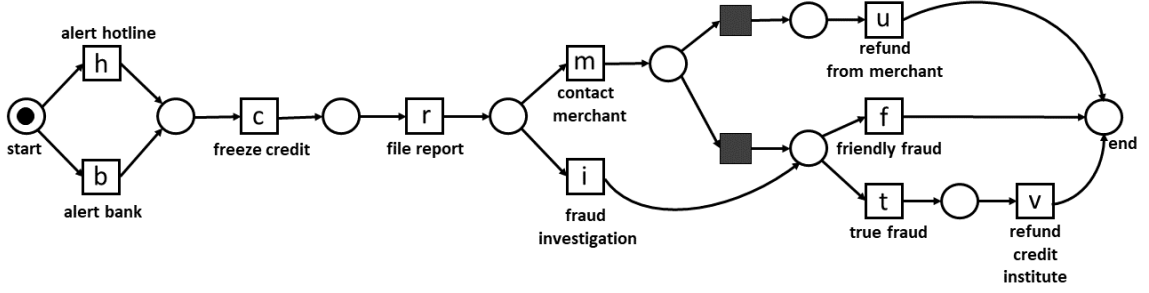 alert hotline
h
start
b
alert bank
c
freeze credit
r
file report
m
contact
merchant
i
fraud
investigation
u
refund
from merchant
f
friendly fraud
t
true fraud
v
refund
credit
institute
end